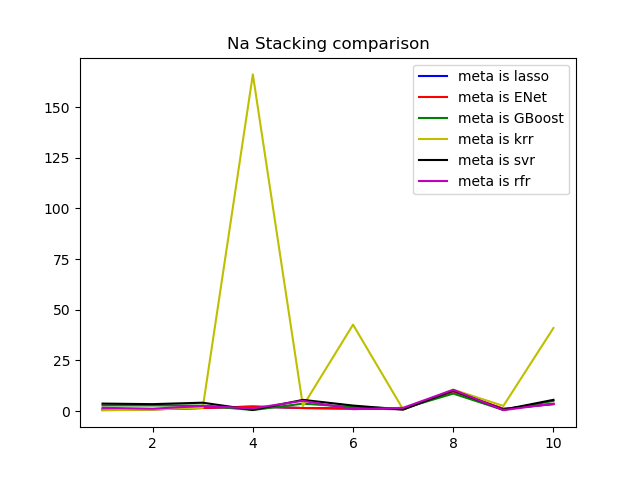 Na Stacking comparison
meta is lasso
meta is ENet
meta is GBoost
meta is krr
meta is svr
meta is rfr
150
125
100
75
50
25
0
2 4 6 8 10